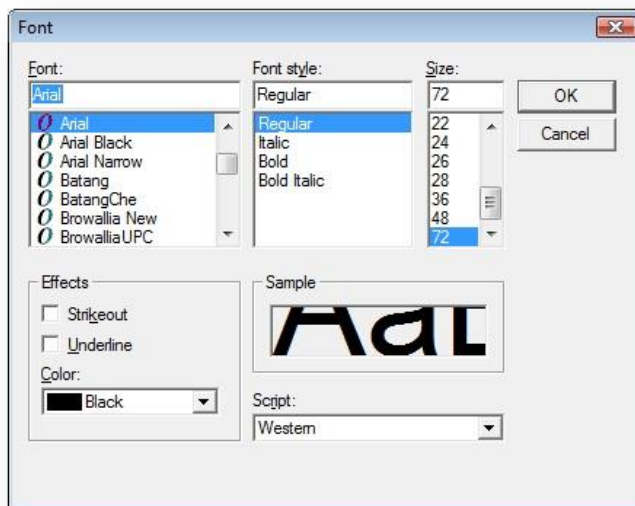 Font
Font: Font style: Size:
Arial Regular 72 OK
Arial Regular 22 Cancel
Arial Black Italic 24
Arial Narrow Bold 26
Batang Bold Italic 28
BatangChe 36
Browallia New 48
BrowalliaUPC 72
Effects Sample
Strikeout AaB
Underline
Color:
Black Script:
Western